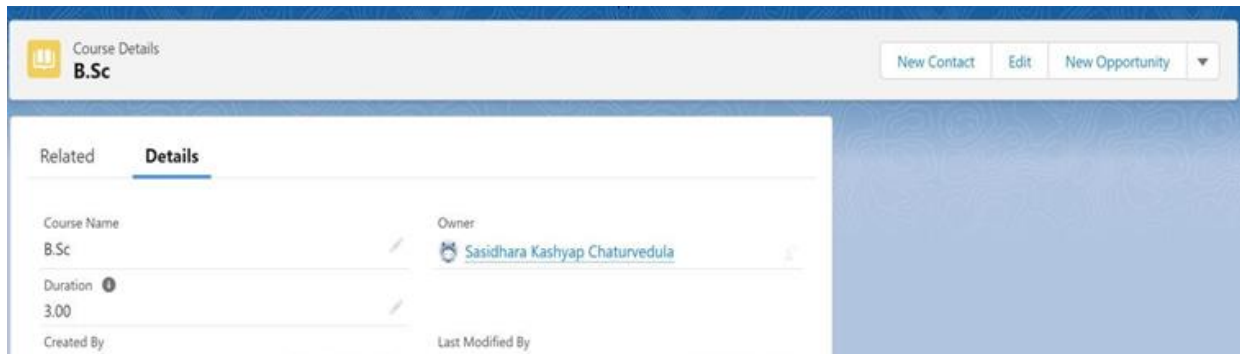 Course Details
B.Sc
New Contact Edit New Opportunity
Related Details
Course Name
B.Sc
Owner
Sasidhara Kashyap Chaturvedula
Duration
3.00
Created By
Last Modified By